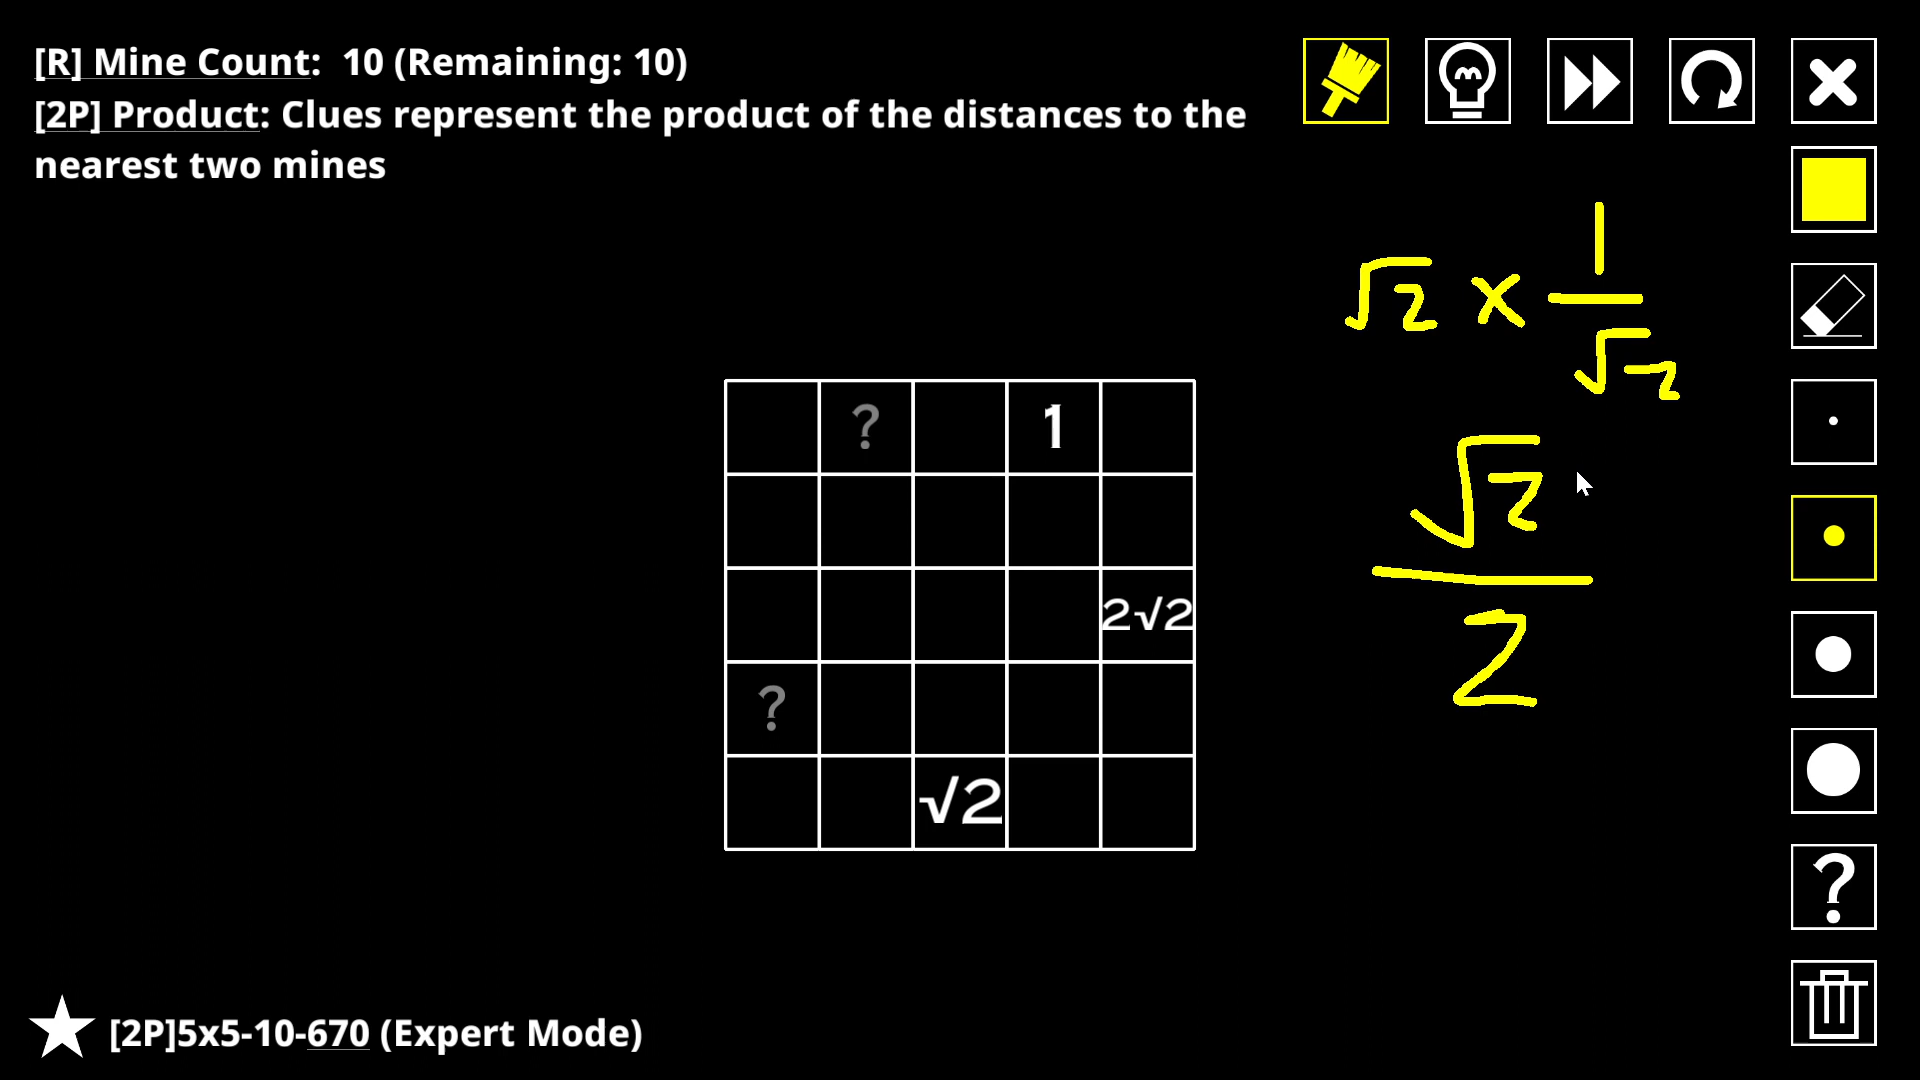 [R] Mine Count: 10 (Remaining: 10)
[2P] Product: Clues represent the product of the distances to the
nearest two mines
√2 × 1/√2
√2/2
? 1
2√2
?
√2
?
[2P]5x5-10-670 (Expert Mode)